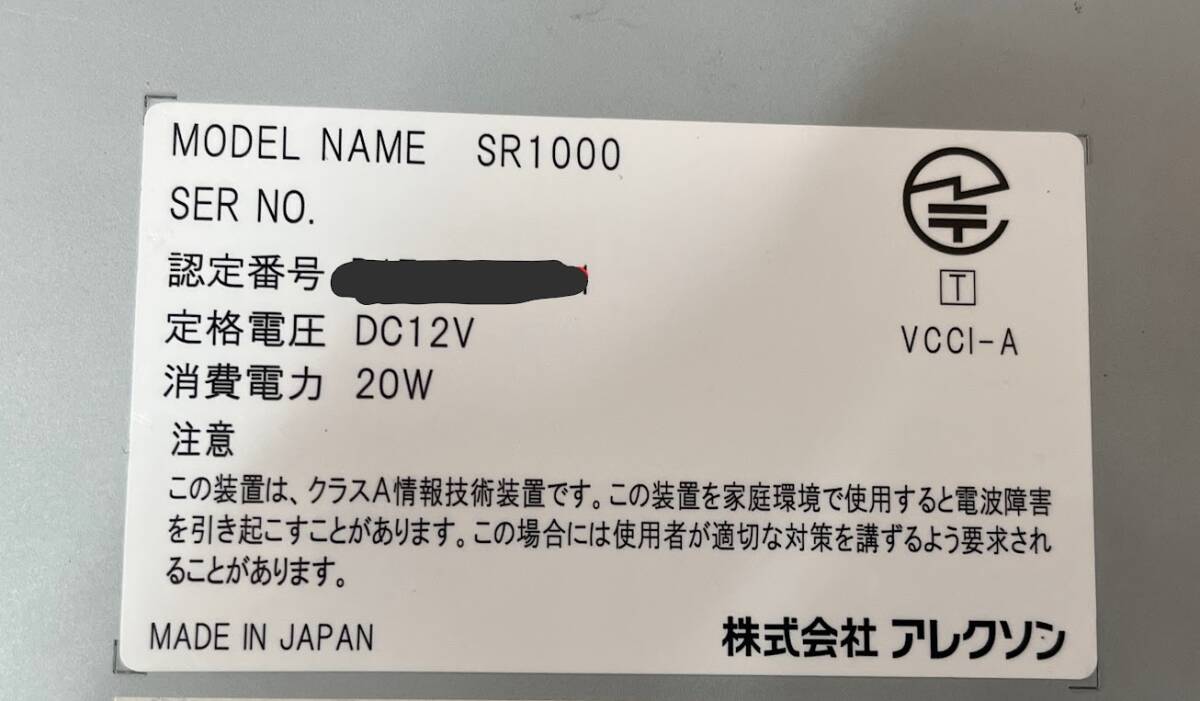 MODEL NAME SR1000
SER NO.
認定番号
定格電圧 DC12V
消費電力 20W
T
VCCI-A
注意
この装置は、クラスA情報技術装置です。この装置を家庭環境で使用すると電波障害
を引き起こすことがあります。この場合には使用者が適切な対策を講ずるよう要求され
ることがあります。
MADE IN JAPAN
株式会社 アレクソン